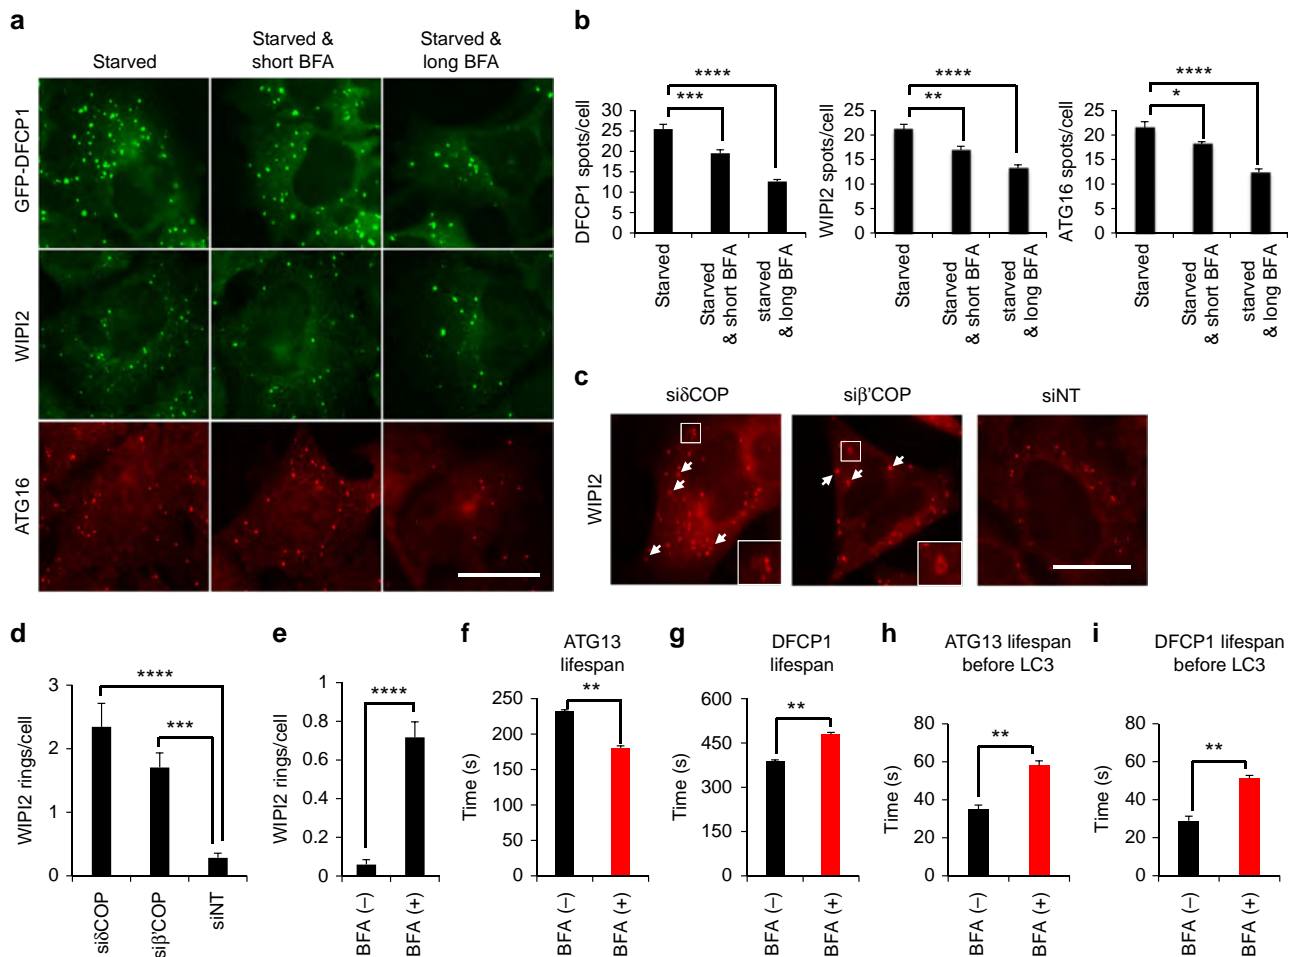 a
Starved
Starved &
short BFA
Starved &
long BFA
GFP-DFCP1
WIPI2
ATG16
b
DFCP1 spots/cell
30
25
20
15
10
5
0
****
***
Starved
Starved
& short BFA
starved
& long BFA
WIPI2 spots/cell
25
20
15
10
5
0
****
**
Starved
Starved
& short BFA
starved
& long BFA
ATG16 spots/cell
25
20
15
10
5
0
****
*
Starved
Starved
& short BFA
starved
& long BFA
c
siδCOP
siβ'COP
siNT
WIPI2
d
WIPI2 rings/cell
3
2
1
0
****
***
siδCOP
siβ'COP
siNT
e
WIPI2 rings/cell
1
0.8
0.6
0.4
0.2
0
****
BFA (–)
BFA (+)
f
ATG13
lifespan
Time (s)
250
200
150
100
50
0
**
BFA (–)
BFA (+)
g
DFCP1
lifespan
Time (s)
600
450
300
150
0
**
BFA (–)
BFA (+)
h
ATG13 lifespan
before LC3
Time (s)
80
60
40
20
0
**
BFA (–)
BFA (+)
i
DFCP1 lifespan
before LC3
Time (s)
80
60
40
20
0
**
BFA (–)
BFA (+)